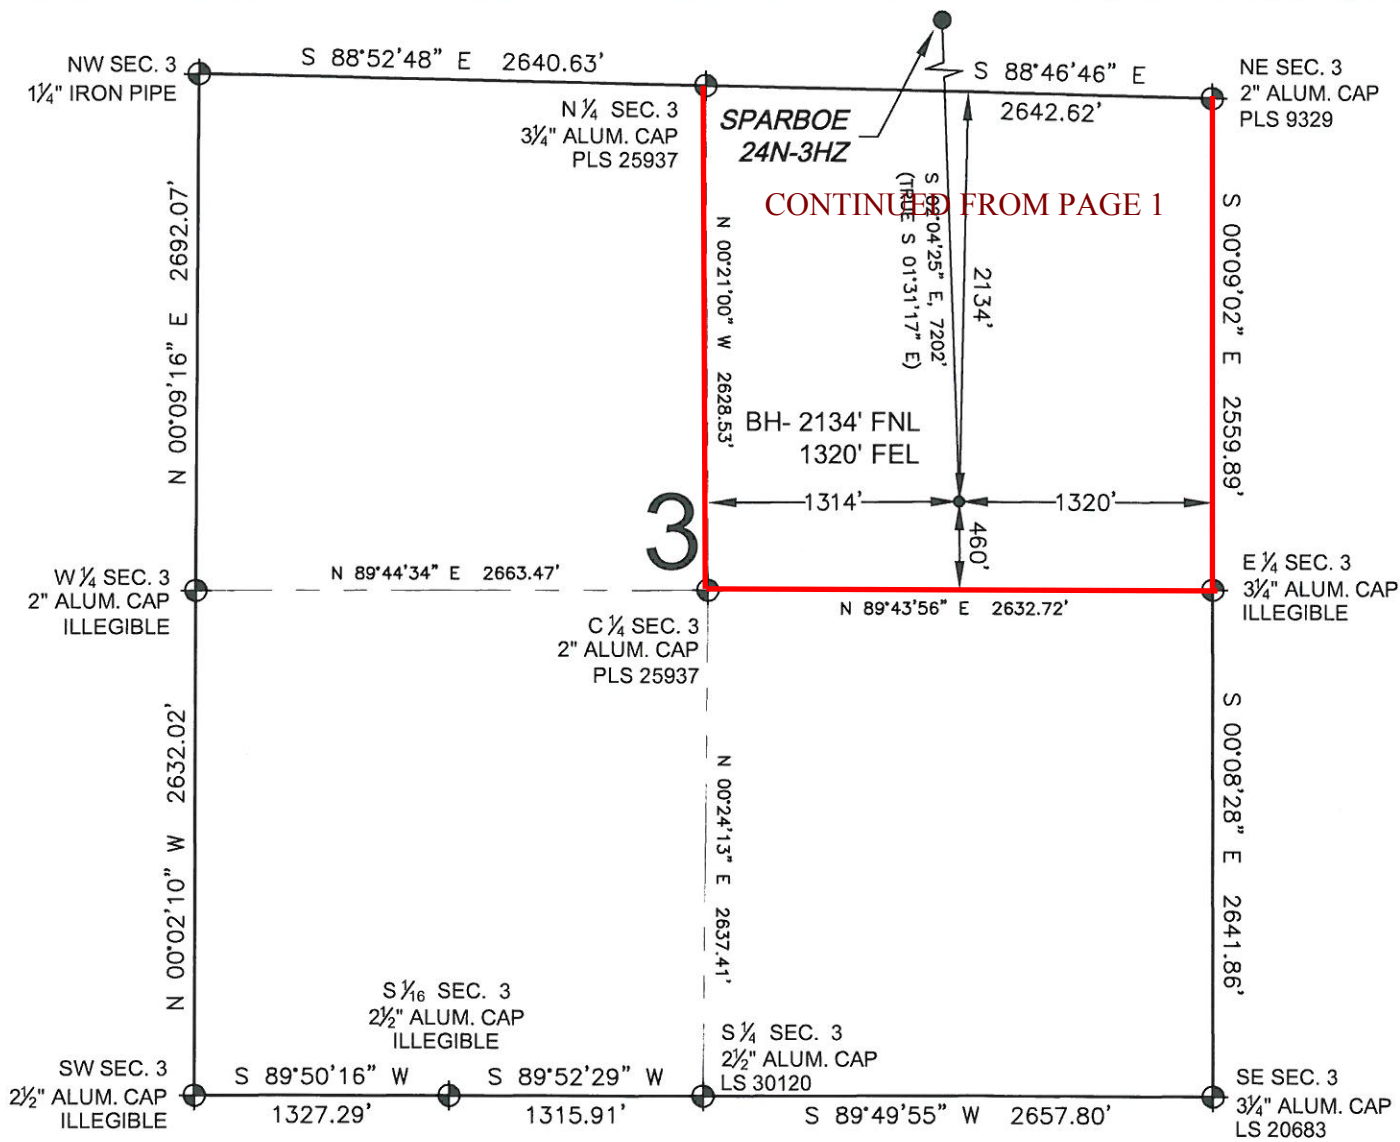 S 88°52'48" E 2640.63'
NW SEC. 3
1¼" IRON PIPE
N ¼ SEC. 3
3¼" ALUM. CAP
PLS 25937
SPARBOE
24N-3HZ
S 88°46'46" E
2642.62'
NE SEC. 3
2" ALUM. CAP
PLS 9329
CONTINUED FROM PAGE 1
N 00°09'16" E 2692.07'
N 00°21'00" W 2628.53'
S 02°04'25" E, 7202'
(TRUE S 01°31'17" E)
2134'
S 00°09'02" E 2559.89'
BH- 2134' FNL
1320' FEL
1314'
1320'
460'
3
W ¼ SEC. 3
2" ALUM. CAP
ILLEGIBLE
N 89°44'34" E 2663.47'
C ¼ SEC. 3
2" ALUM. CAP
PLS 25937
N 89°43'56" E 2632.72'
E ¼ SEC. 3
3¼" ALUM. CAP
ILLEGIBLE
N 00°02'10" W 2632.02'
N 00°24'13" E 2637.41'
S 00°08'28" E 2641.86'
S 1⁄16 SEC. 3
2½" ALUM. CAP
ILLEGIBLE
S ¼ SEC. 3
2½" ALUM. CAP
LS 30120
SW SEC. 3
2½" ALUM. CAP
ILLEGIBLE
S 89°50'16" W
1327.29'
S 89°52'29" W
1315.91'
S 89°49'55" W 2657.80'
SE SEC. 3
3¼" ALUM. CAP
LS 20683